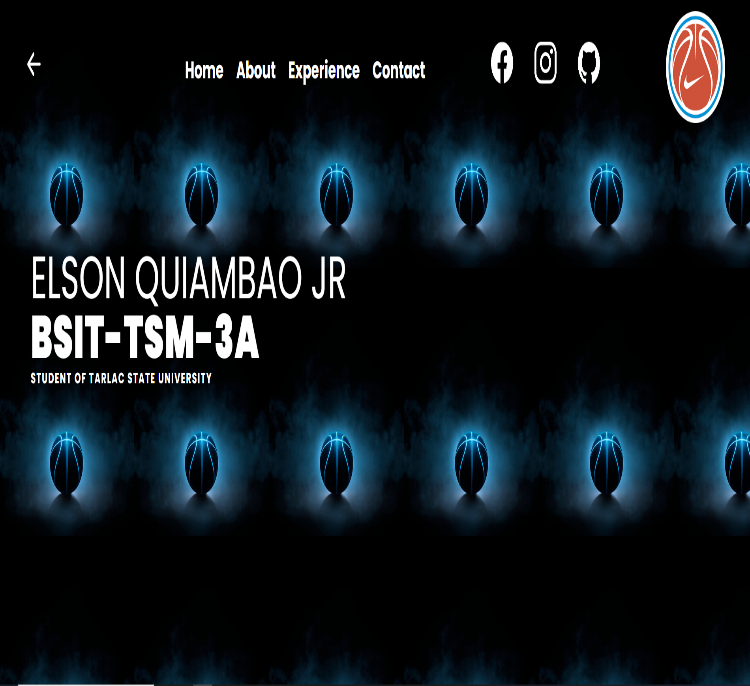 Home About Experience Contact
ELSON QUIAMBAO JR
BSIT-TSM-3A
STUDENT OF TARLAC STATE UNIVERSITY